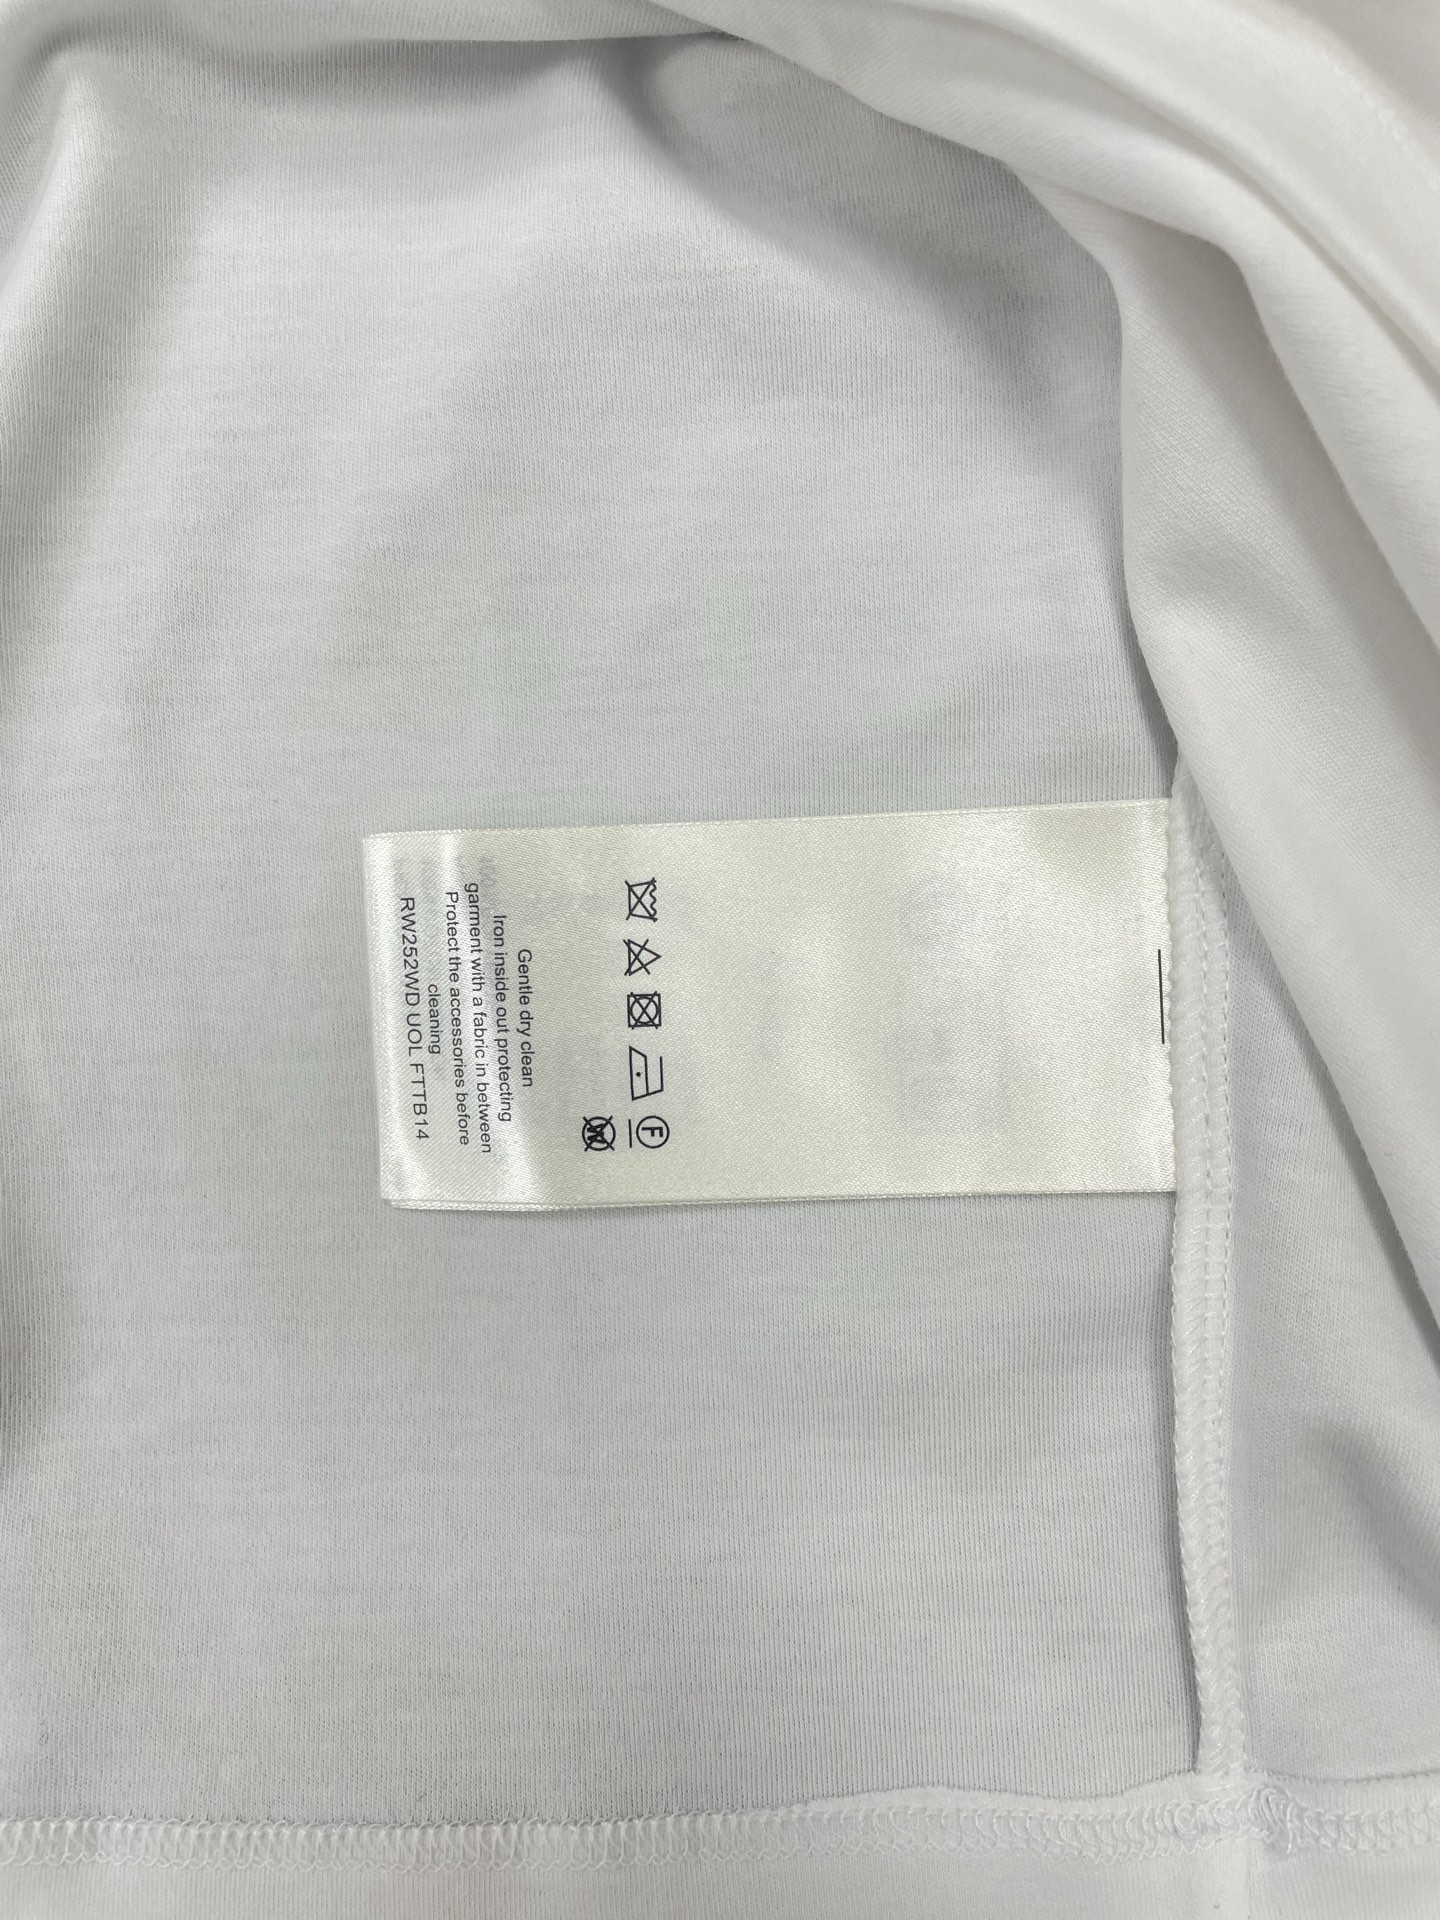 F
W
Gentle dry clean
Iron inside out protecting
garment with a fabric in between
Protect the accessories before
cleaning
RW252WD UOL FTTB14